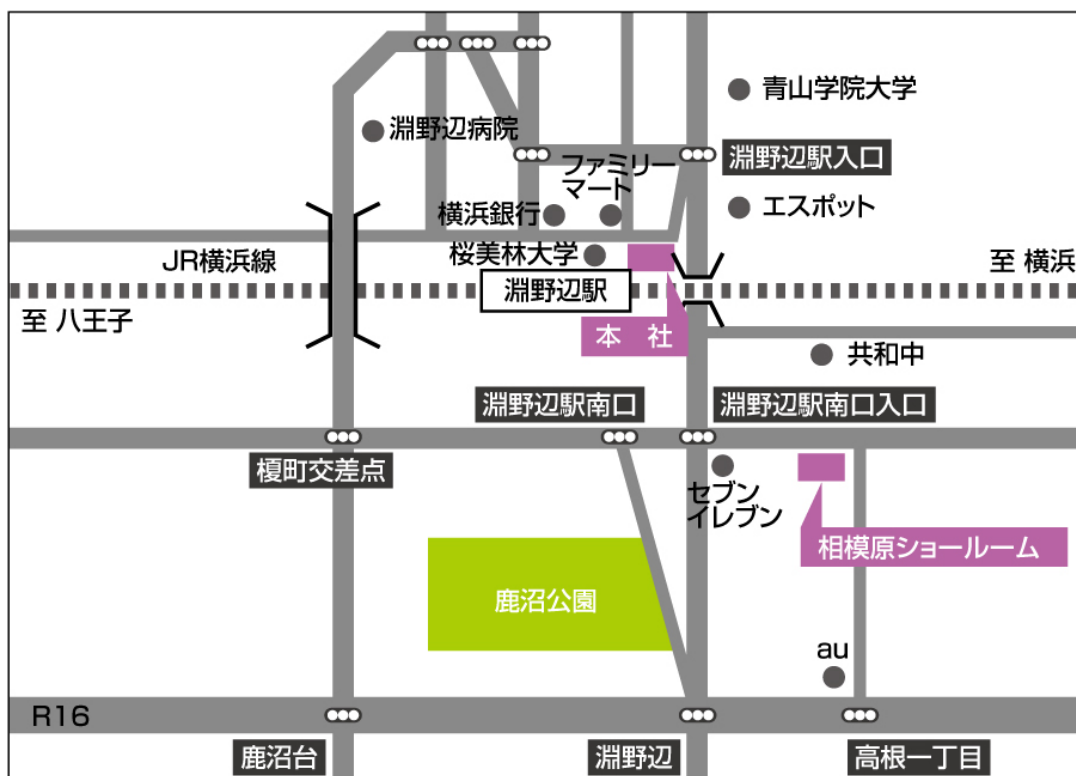 青山学院大学
淵野辺病院
淵野辺駅入口
ファミリー
マート
横浜銀行
エスポット
桜美林大学
JR横浜線
至 横浜
淵野辺駅
至 八王子
本 社
共和中
淵野辺駅南口
淵野辺駅南口入口
榎町交差点
セブン
イレブン
相模原ショールーム
鹿沼公園
au
R16
鹿沼台
淵野辺
高根一丁目